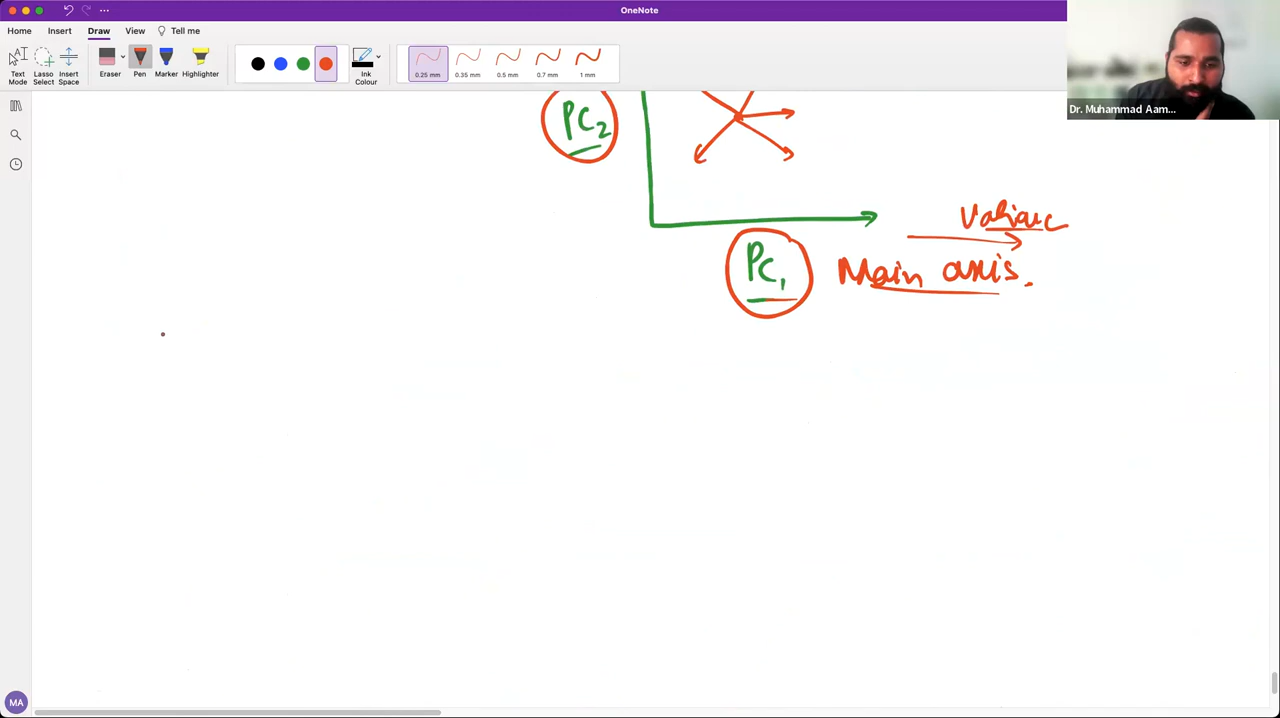 OneNote
Home Insert Draw View Tell me
Text Mode
Lasso Select
Insert Space
Eraser
Pen
Marker
Highlighter
Ink Colour
0.25 mm
0.35 mm
0.5 mm
0.7 mm
1 mm
Dr. Muhammad Aam...
PC2
PC1
Main axis.
MA